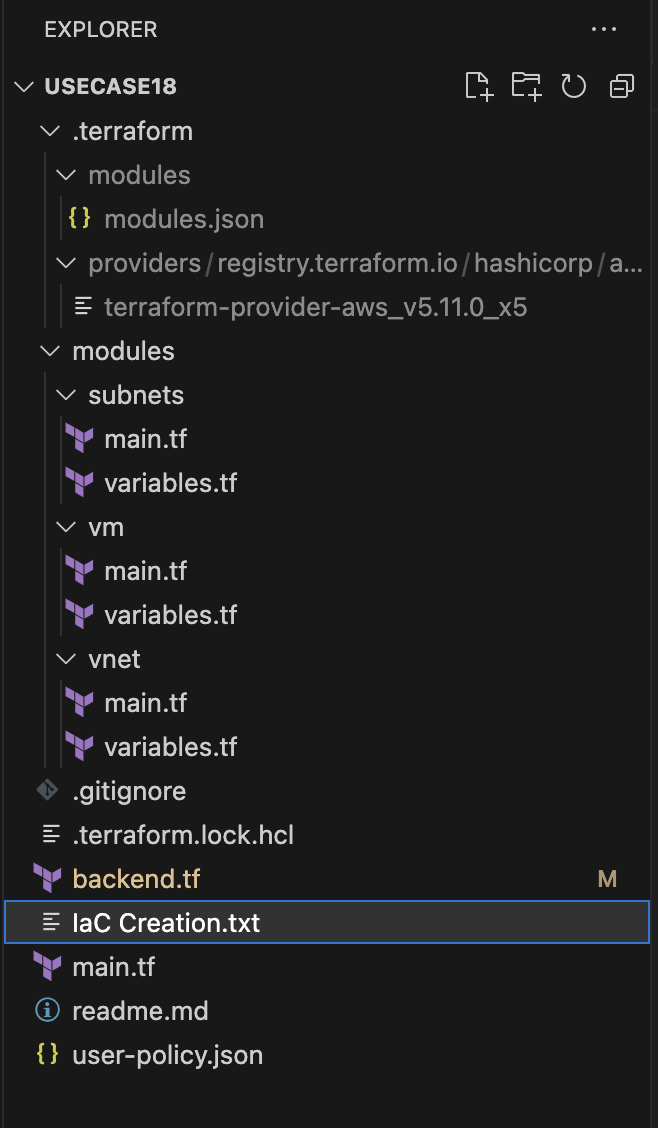 EXPLORER
USECASE18
.terraform
modules
{} modules.json
providers/registry.terraform.io/hashicorp/a...
terraform-provider-aws_v5.11.0_x5
modules
subnets
main.tf
variables.tf
vm
main.tf
variables.tf
vnet
main.tf
variables.tf
.gitignore
.terraform.lock.hcl
backend.tf M
IaC Creation.txt
main.tf
readme.md
{} user-policy.json